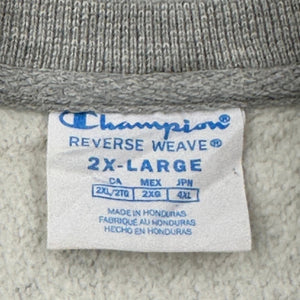 Champion®
REVERSE WEAVE®
2X-LARGE
CA MEX JPN
2XL/2TG 2XG 4XL
MADE IN HONDURAS
FABRIQUÉ AU HONDURAS
HECHO EN HONDURAS